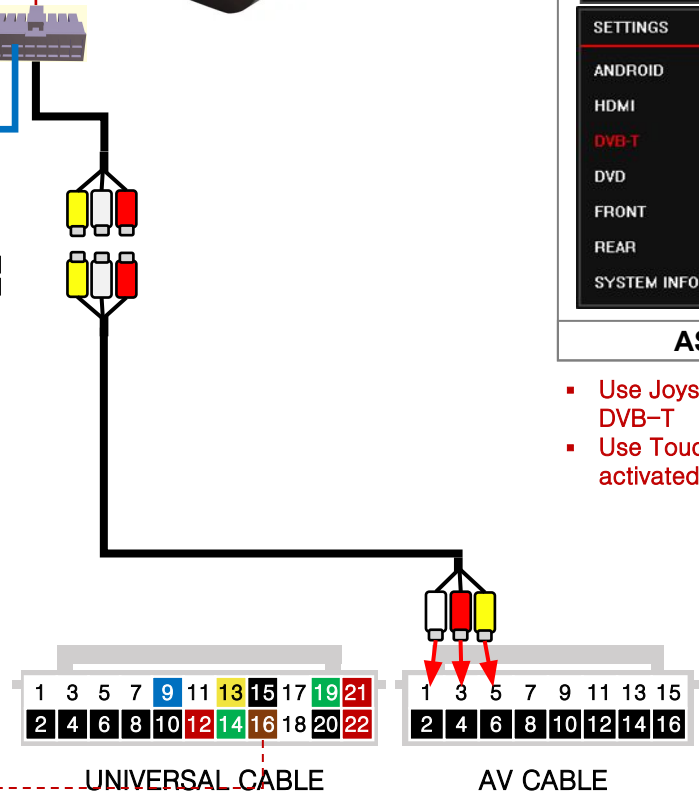 SETTINGS
ANDROID
HDMI
DVB-T
DVD
FRONT
REAR
SYSTEM INFO
▪ Use Joys
DVB-T
▪ Use Touc
activated
1 3 5 7 9 11 13 15 17 19 21
2 4 6 8 10 12 14 16 18 20 22
UNIVERSAL CABLE
1 3 5 7 9 11 13 15
2 4 6 8 10 12 14 16
AV CABLE